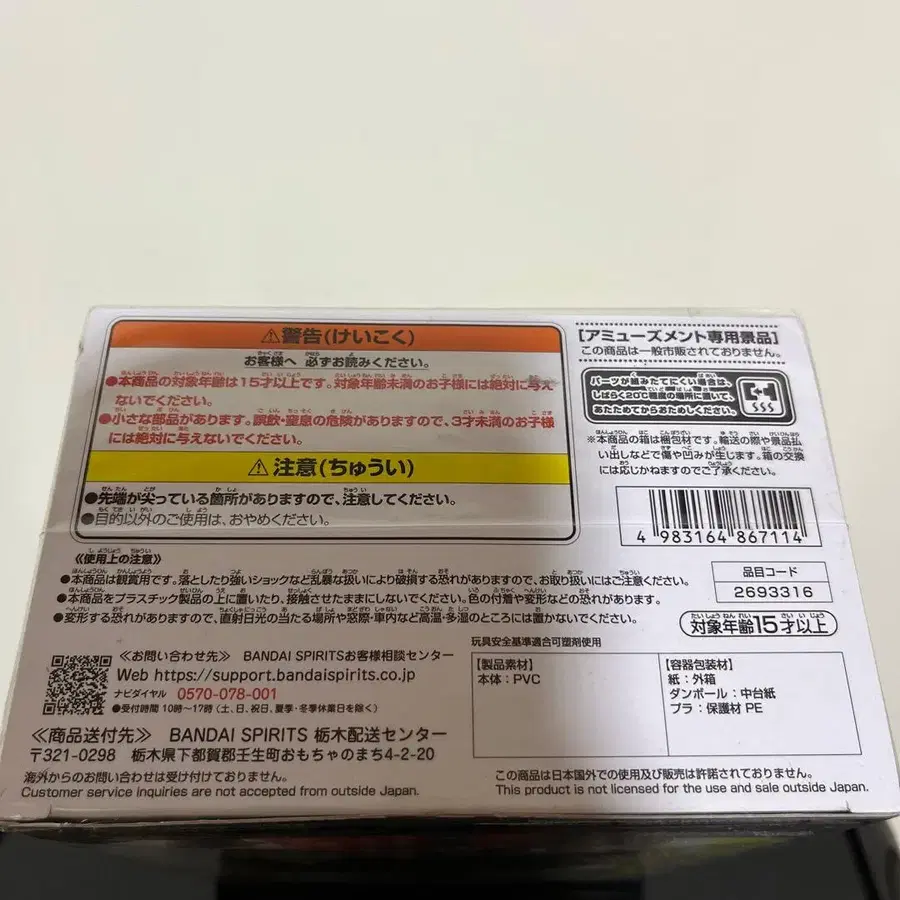 ⚠警告(けいこく)
お客様へ 必ずお読みください。
●本商品の対象年齢は15才以上です。対象年齢未満のお子様には絶対に与え
ないでください。
●小さな部品があります。誤飲・窒息の危険がありますので、3才未満のお子様
には絶対に与えないでください。
⚠注意(ちゅうい)
●先端が尖っている箇所がありますので、注意してください。
●目的以外のご使用は、おやめください。
[アミューズメント専用景品]
この商品は一般市販されておりません。
パーツが組みたてにくい場合は、
しばらく20℃程度の場所に置いて、
あたためてからおためしください。
※本商品の箱は梱包材です。輸送の際や景品払
い出しなどで傷や凹みが生じます。箱の交換
には応じかねますのでご了承ください。
4 983164 867114
品目コード
2693316
対象年齢15才以上
《使用上の注意》
●本商品は観賞用です。落としたり強いショックなど乱暴な扱いにより破損する恐れがありますので、お取り扱いにはご注意ください。
●本商品をプラスチック製品の上に置いたり、接触させたままにしないでください。色の付着や変形などの恐れがあります。
●変形する恐れがありますので、直射日光の当たる場所や窓際・車内など高温・多湿のところには置かないでください。
≪お問い合わせ先≫ BANDAI SPIRITSお客様相談センター
Web https://support.bandaispirits.co.jp
ナビダイヤル 0570-078-001
●受付時間 10時〜17時(土、日、祝日、夏季・冬季休業日を除く)
≪商品送付先≫ BANDAI SPIRITS 栃木配送センター
〒321-0298 栃木県下都賀郡壬生町おもちゃのまち4-2-20
海外からのお問い合わせは受け付けておりません。
Customer service inquiries are not accepted from outside Japan.
玩具安全基準適合可塑剤使用
【製品素材】
本体:PVC
【容器包装材】
紙:外箱
ダンボール:中台紙
プラ:保護材 PE
この商品は日本国外での使用及び販売は許諾されておりません。
This product is not licensed for the use and sale outside Japan.